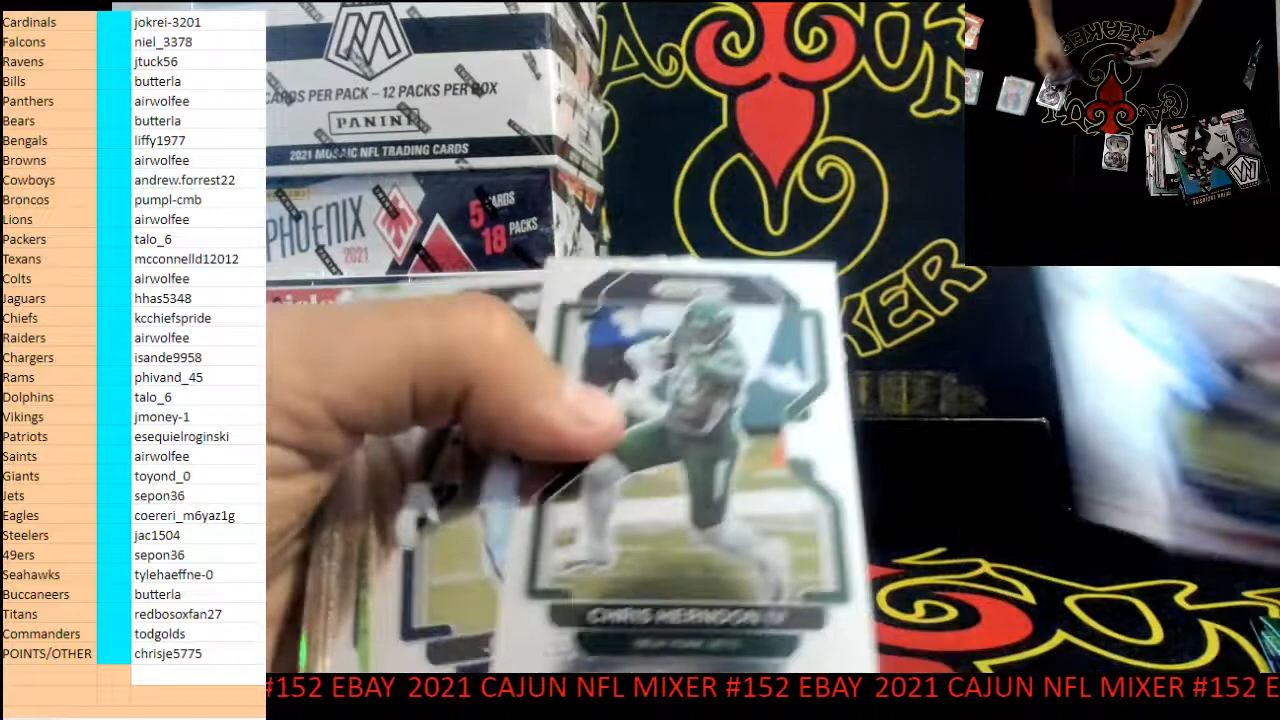 Cardinals jokrei-3201
Falcons niel_3378
Ravens jtuck56
Bills butterla
Panthers airwolfee
Bears butterla
Bengals liffy1977
Browns airwolfee
Cowboys andrew.forrest22
Broncos pumpl-cmb
Lions airwolfee
Packers talo_6
Texans mcconnelld12012
Colts airwolfee
Jaguars hhas5348
Chiefs kcchiefspride
Raiders airwolfee
Chargers isande9958
Rams phivand_45
Dolphins talo_6
Vikings jmoney-1
Patriots esequielroginski
Saints airwolfee
Giants toyond_0
Jets sepon36
Eagles coereri_m6yaz1g
Steelers jac1504
49ers sepon36
Seahawks tylehaeffne-0
Buccaneers butterla
Titans redbosoxfan27
Commanders todgolds
POINTS/OTHER chrisje5775
CARDS PER PACK – 12 PACKS PER BOX
PANINI
2021 MOSAIC NFL TRADING CARDS
PHOENIX
2021
5 CARDS
18 PACKS
KER
CHRIS HERNDON IV
NEW YORK JETS
#152 EBAY 2021 CAJUN NFL MIXER #152 EBAY 2021 CAJUN NFL MIXER #152 E